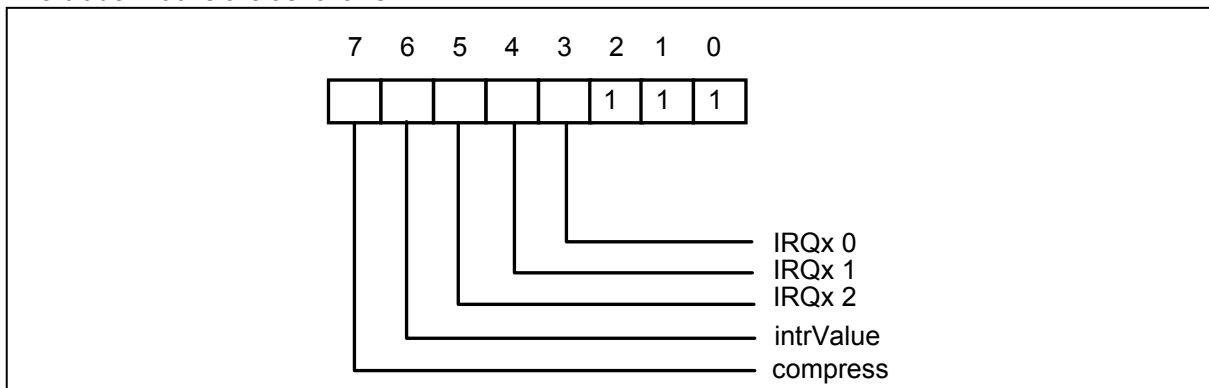 7 6 5 4 3 2 1 0
1 1 1
IRQx 0
IRQx 1
IRQx 2
intrValue
compress